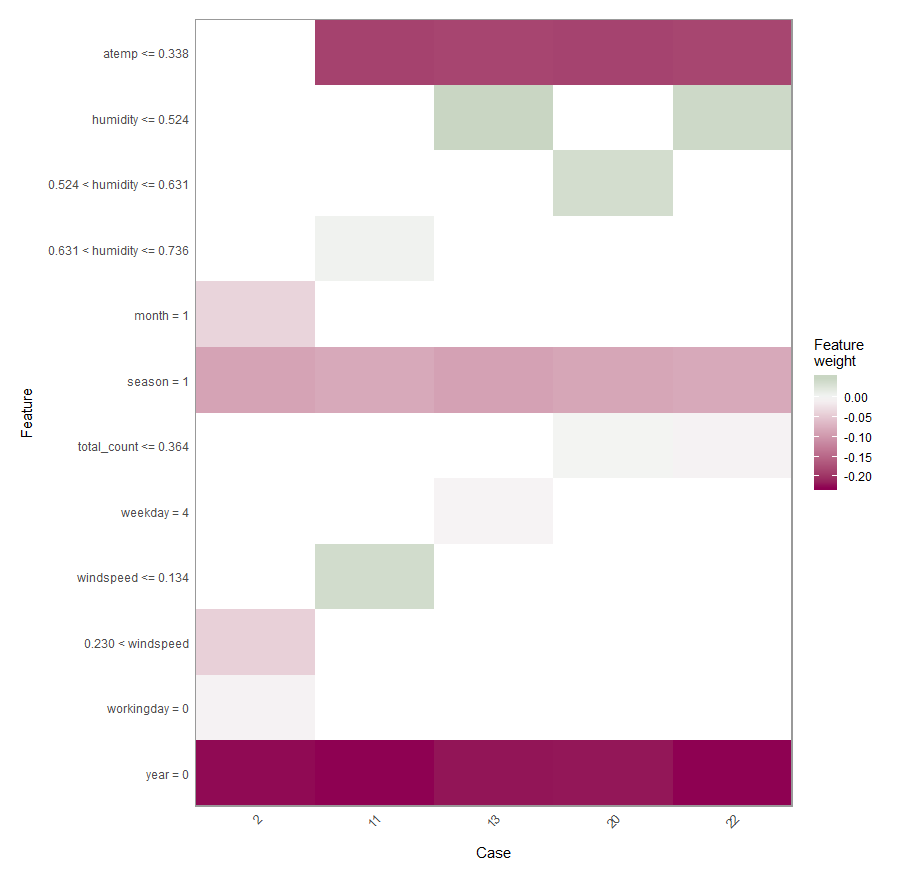 atemp <= 0.338
humidity <= 0.524
0.524 < humidity <= 0.631
0.631 < humidity <= 0.736
month = 1
season = 1
total_count <= 0.364
weekday = 4
windspeed <= 0.134
0.230 < windspeed
workingday = 0
year = 0
Feature
2
11
13
20
22
Case
Feature
weight
0.00
-0.05
-0.10
-0.15
-0.20